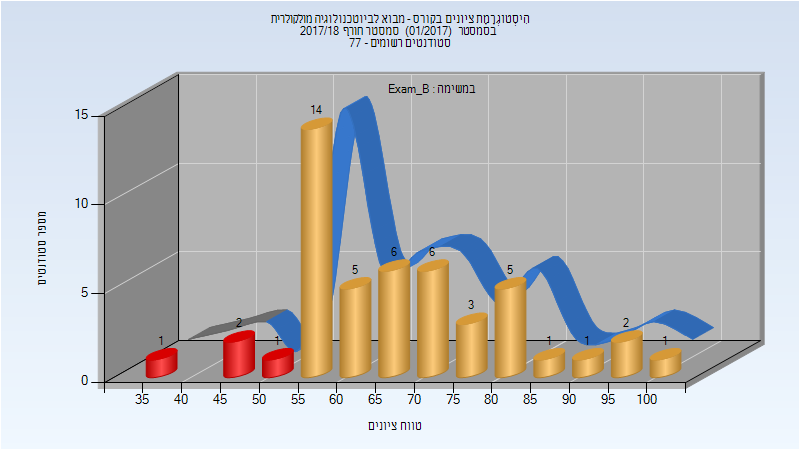 היסטוגרמת ציונים בקורס - מבוא לביוטכנולוגיה מולקולרית
בסמסטר (01/2017) סמסטר חורף 2017/18
סטודנטים רשומים - 77
במשימה : Exam_B
מספר סטודנטים
15
10
5
0
1
2
1
14
5
6
6
3
5
1
1
2
1
35 40 45 50 55 60 65 70 75 80 85 90 95 100
טווח ציונים